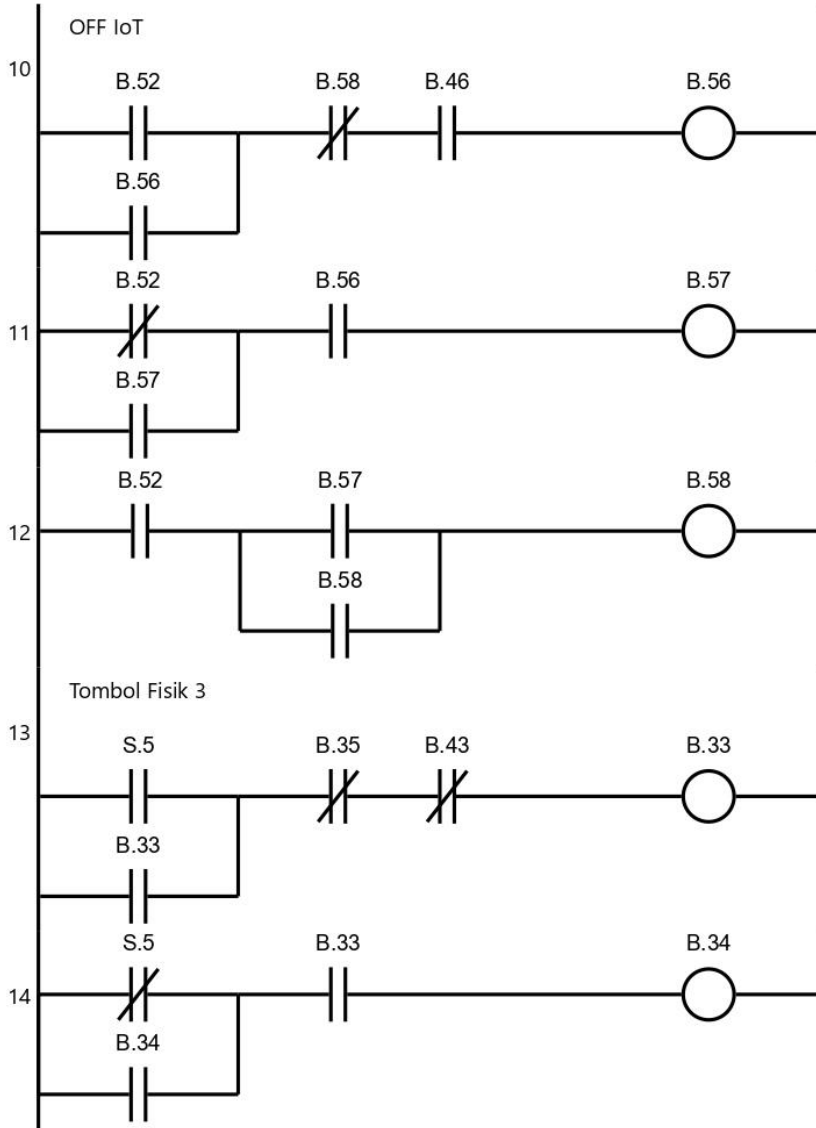 OFF IoT
10
B.52 B.58 B.46 B.56
B.56
B.52 B.56 B.57
11
B.57
B.52 B.57 B.58
12
B.58
Tombol Fisik 3
13
S.5 B.35 B.43 B.33
B.33
S.5 B.33 B.34
14
B.34